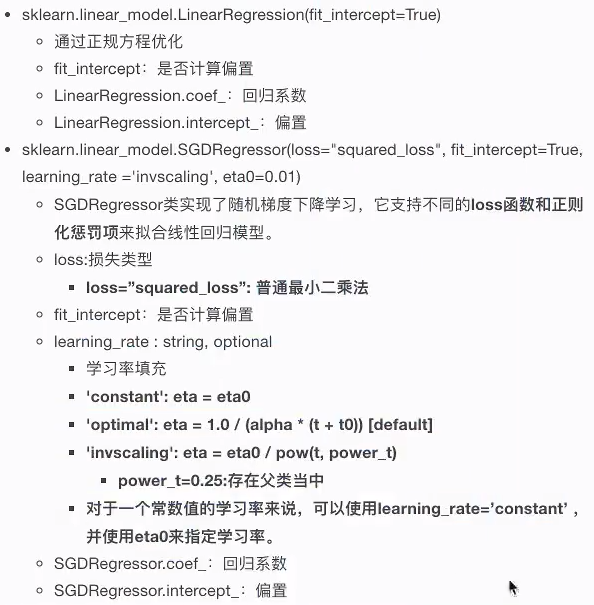 sklearn.linear_model.LinearRegression(fit_intercept=True)
通过正规方程优化
fit_intercept：是否计算偏置
LinearRegression.coef_：回归系数
LinearRegression.intercept_：偏置
sklearn.linear_model.SGDRegressor(loss="squared_loss", fit_intercept=True,
learning_rate ='invscaling', eta0=0.01)
SGDRegressor类实现了随机梯度下降学习，它支持不同的loss函数和正则
化惩罚项来拟合线性回归模型。
loss:损失类型
loss=”squared_loss”: 普通最小二乘法
fit_intercept：是否计算偏置
learning_rate : string, optional
学习率填充
'constant': eta = eta0
'optimal': eta = 1.0 / (alpha * (t + t0)) [default]
'invscaling': eta = eta0 / pow(t, power_t)
power_t=0.25:存在父类当中
对于一个常数值的学习率来说，可以使用learning_rate=’constant’ ，
并使用eta0来指定学习率。
SGDRegressor.coef_：回归系数
SGDRegressor.intercept_：偏置